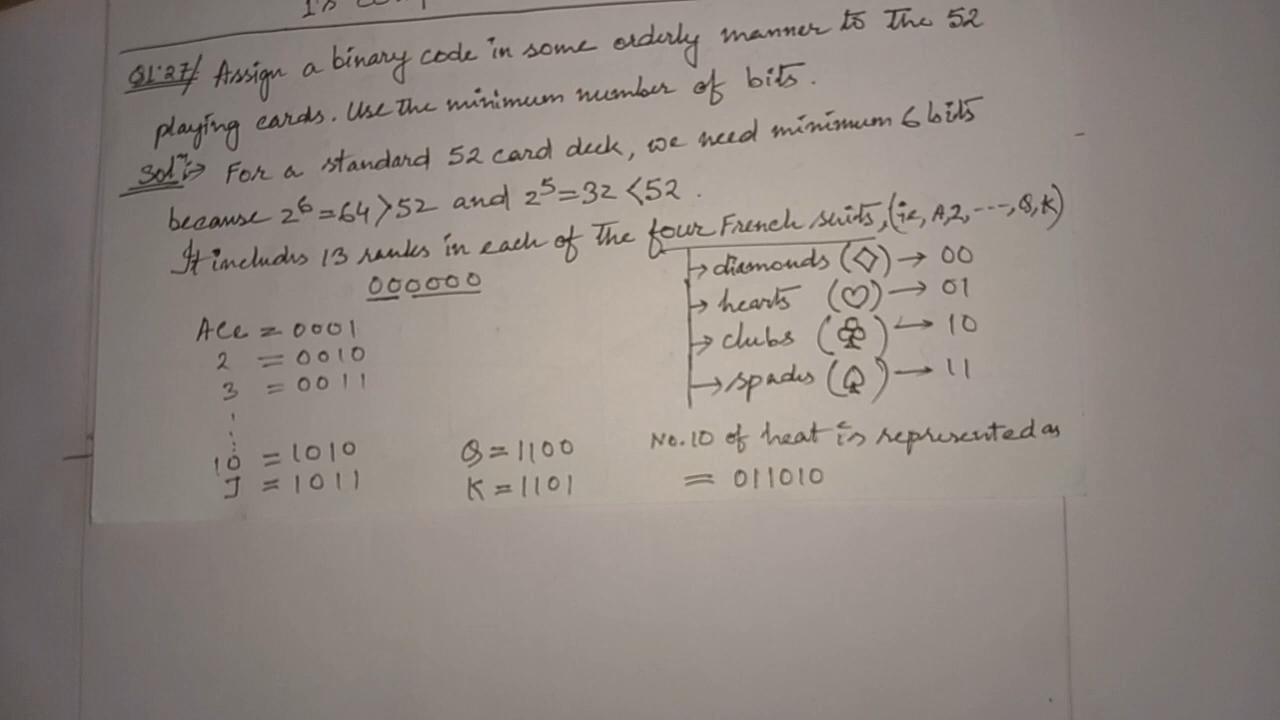 Q1.27/ Assign a binary code in some orderly manner to the 52
playing cards. Use the minimum number of bits.
Soln:-> For a standard 52 card deck, we need minimum 6 bits
because 2^6=64>52 and 2^5=32<52.
It includes 13 ranks in each of the four French suits, (ie, A,2, ---, Q, K)
000000
→ diamonds (♢) → 00
→ hearts (♡) → 01
→ clubs (♧) → 10
→ spades (♤) → 11
Ace = 0001
2 = 0010
3 = 0011
10 = 1010
J = 1011
Q = 1100
K = 1101
No.10 of heat is represented as
= 011010